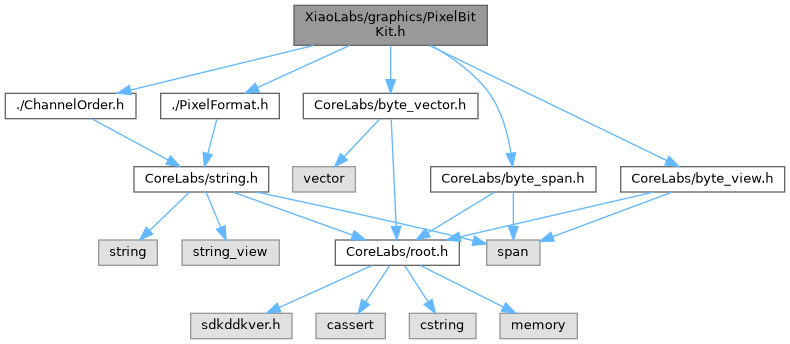 XiaoLabs/graphics/PixelBit
Kit.h
./ChannelOrder.h
./PixelFormat.h
CoreLabs/byte_vector.h
CoreLabs/string.h
vector
CoreLabs/byte_span.h
CoreLabs/byte_view.h
string
string_view
CoreLabs/root.h
span
sdkddkver.h
cassert
cstring
memory